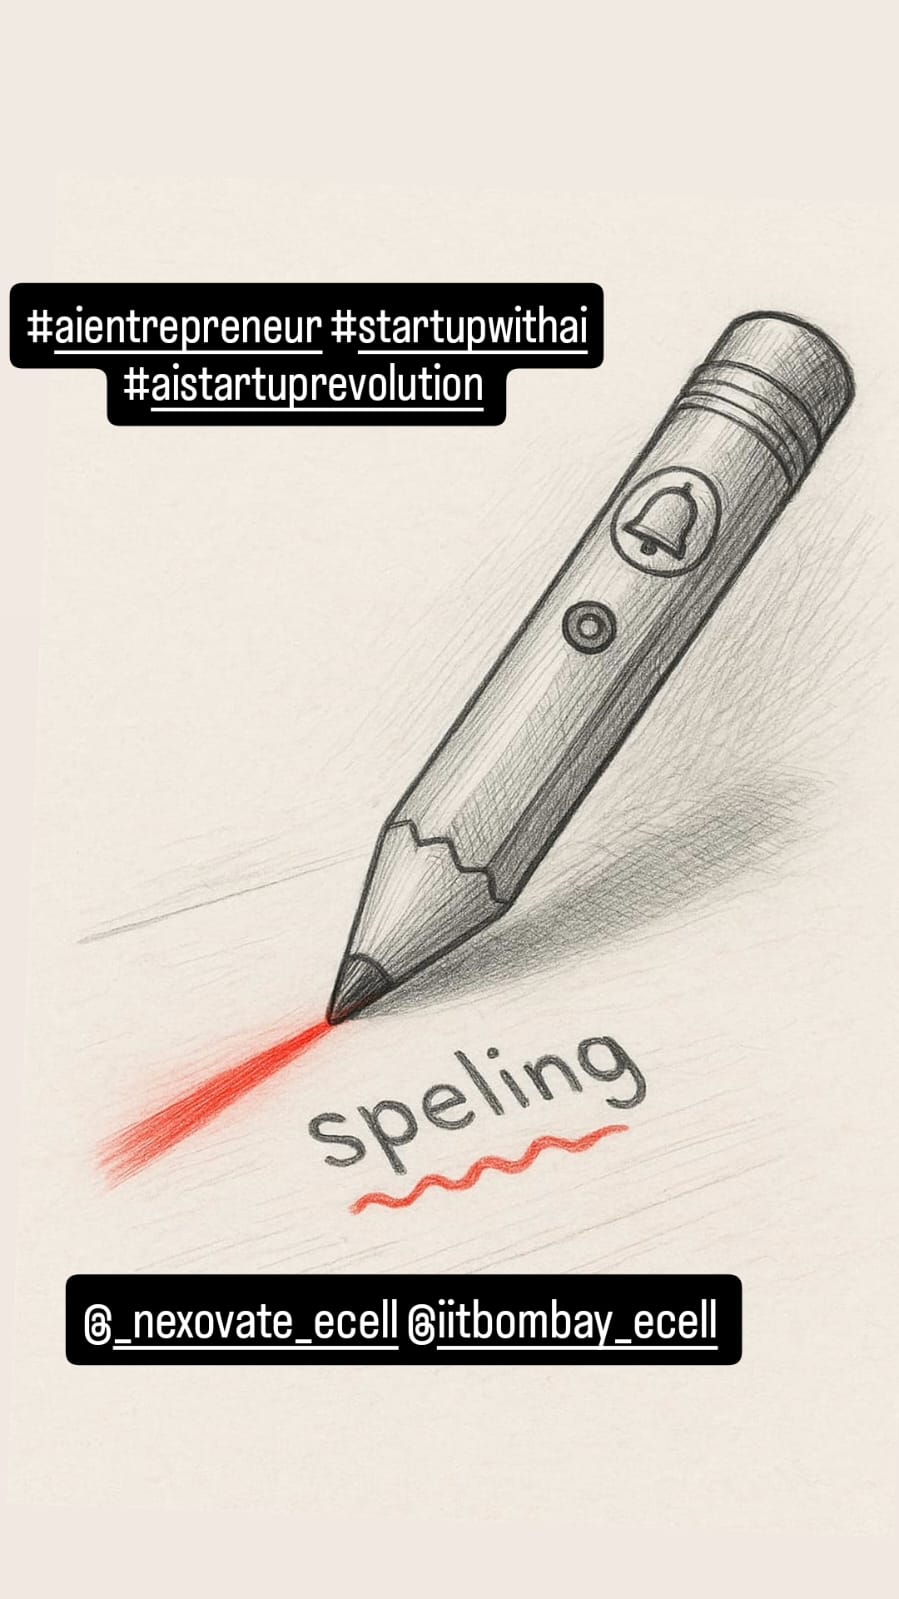 #aientrepreneur #startupwithai
#aistartuprevolution
speling
@_nexovate_ecell @iitbombay_ecell